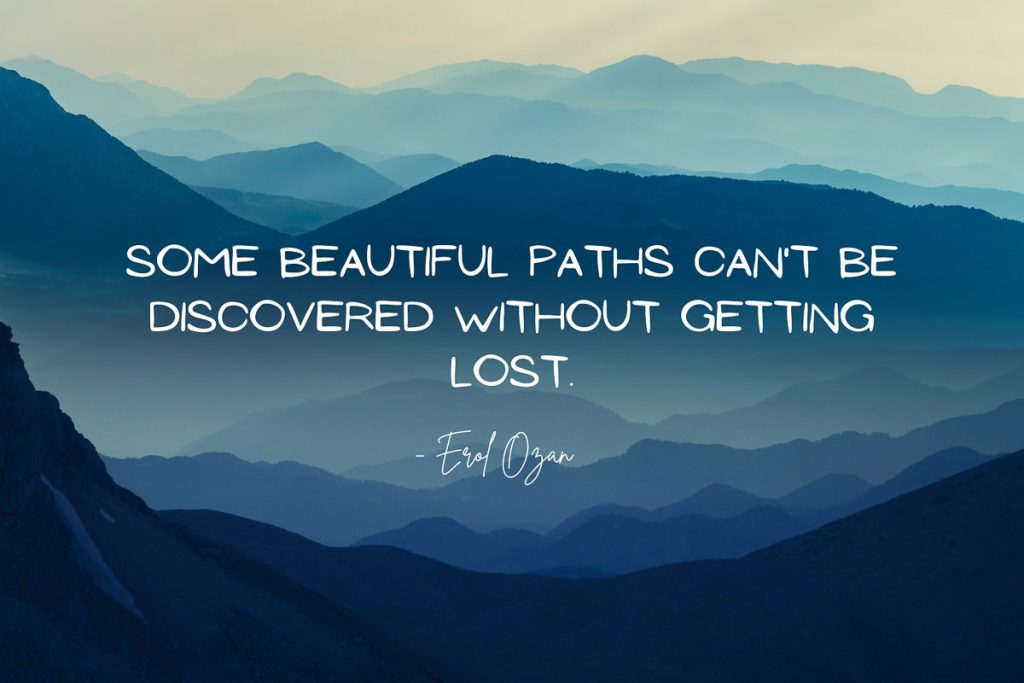 SOME BEAUTIFUL PATHS CAN'T BE
DISCOVERED WITHOUT GETTING
LOST.
- Erol Ozan